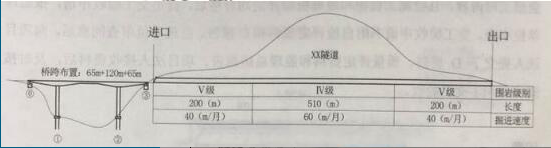 进口
出口
XX隧道
桥跨布置:65m+120m+65m
⓪ ③
① ②
Ⅴ级 Ⅳ级 Ⅴ级 围岩级别
200(m) 510(m) 200(m) 长度
40(m/月) 60(m/月) 40(m/月) 掘进速度